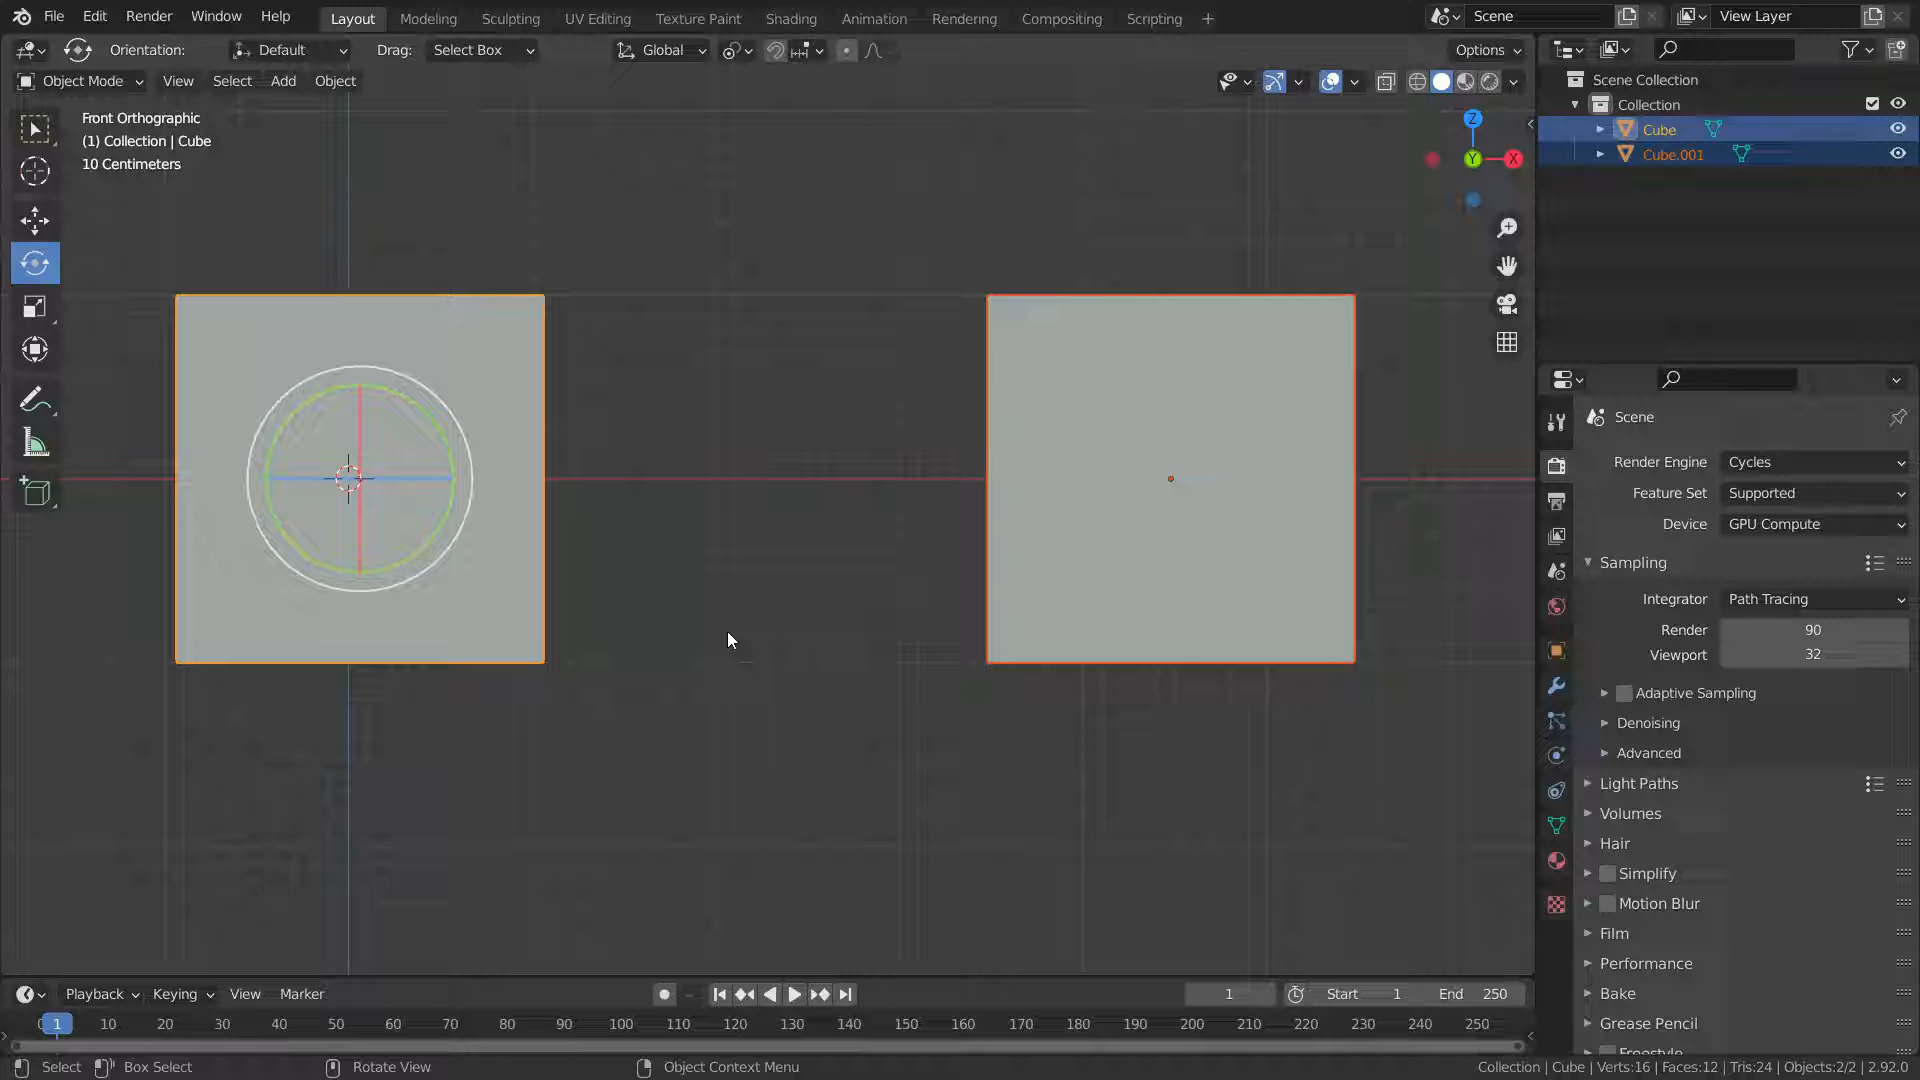 File Edit Render Window Help Layout Modeling Sculpting UV Editing Texture Paint Shading Animation Rendering Compositing Scripting + Scene View Layer
Orientation: Default Drag: Select Box Global Options
Object Mode View Select Add Object
Front Orthographic
(1) Collection | Cube
10 Centimeters
Z
Y
X
Scene Collection
Collection
Cube
Cube.001
Scene
Render Engine Cycles
Feature Set Supported
Device GPU Compute
Sampling
Integrator Path Tracing
Render 90
Viewport 32
Adaptive Sampling
Denoising
Advanced
Light Paths
Volumes
Hair
Simplify
Motion Blur
Film
Performance
Bake
Grease Pencil
Freestyle
Playback Keying View Marker 1 Start 1 End 250
0 1 10 20 30 40 50 60 70 80 90 100 110 120 130 140 150 160 170 180 190 200 210 220 230 240 250
Select Box Select Rotate View Object Context Menu Collection | Cube | Verts:16 | Faces:12 | Tris:24 | Objects:2/2 | 2.92.0